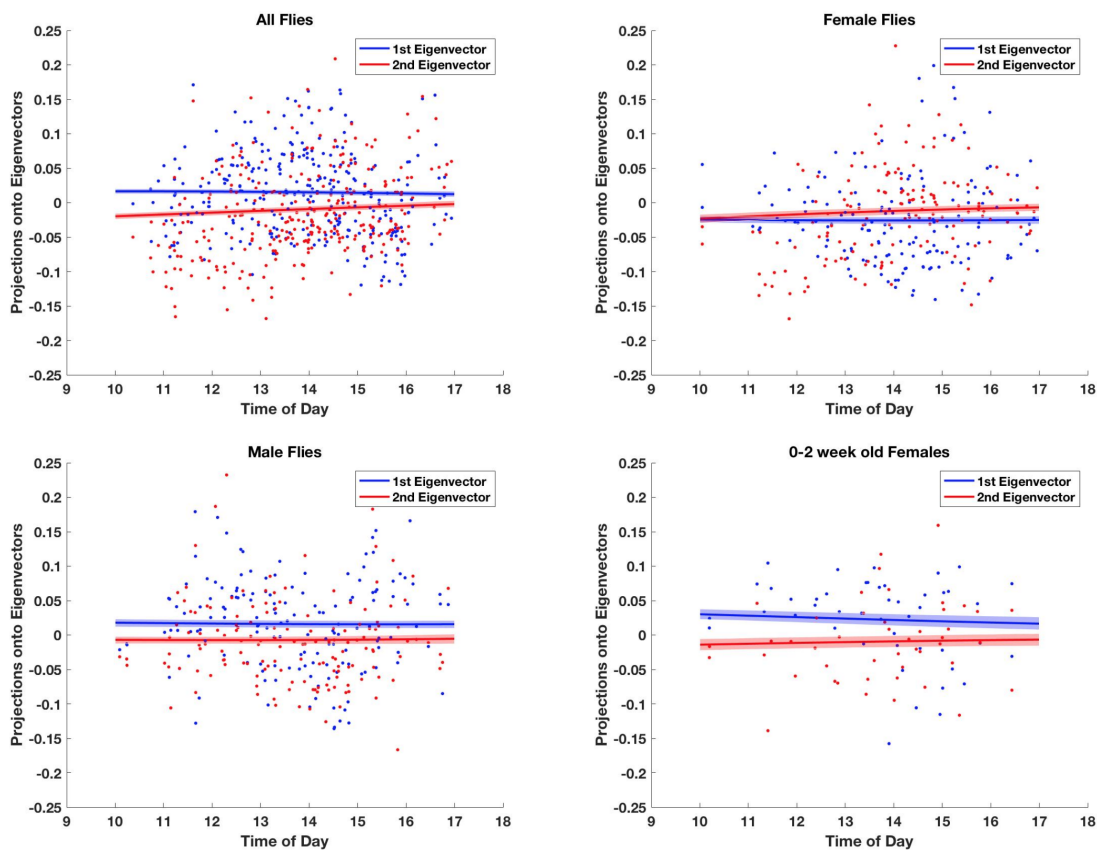 All Flies
1st Eigenvector
2nd Eigenvector
0.25
0.2
0.15
0.1
0.05
0
-0.05
-0.1
-0.15
-0.2
-0.25
Projections onto Eigenvectors
9 10 11 12 13 14 15 16 17 18
Time of Day
Female Flies
1st Eigenvector
2nd Eigenvector
0.25
0.2
0.15
0.1
0.05
0
-0.05
-0.1
-0.15
-0.2
-0.25
Projections onto Eigenvectors
9 10 11 12 13 14 15 16 17 18
Time of Day
Male Flies
1st Eigenvector
2nd Eigenvector
0.25
0.2
0.15
0.1
0.05
0
-0.05
-0.1
-0.15
-0.2
-0.25
Projections onto Eigenvectors
9 10 11 12 13 14 15 16 17 18
Time of Day
0-2 week old Females
1st Eigenvector
2nd Eigenvector
0.25
0.2
0.15
0.1
0.05
0
-0.05
-0.1
-0.15
-0.2
-0.25
Projections onto Eigenvectors
9 10 11 12 13 14 15 16 17 18
Time of Day